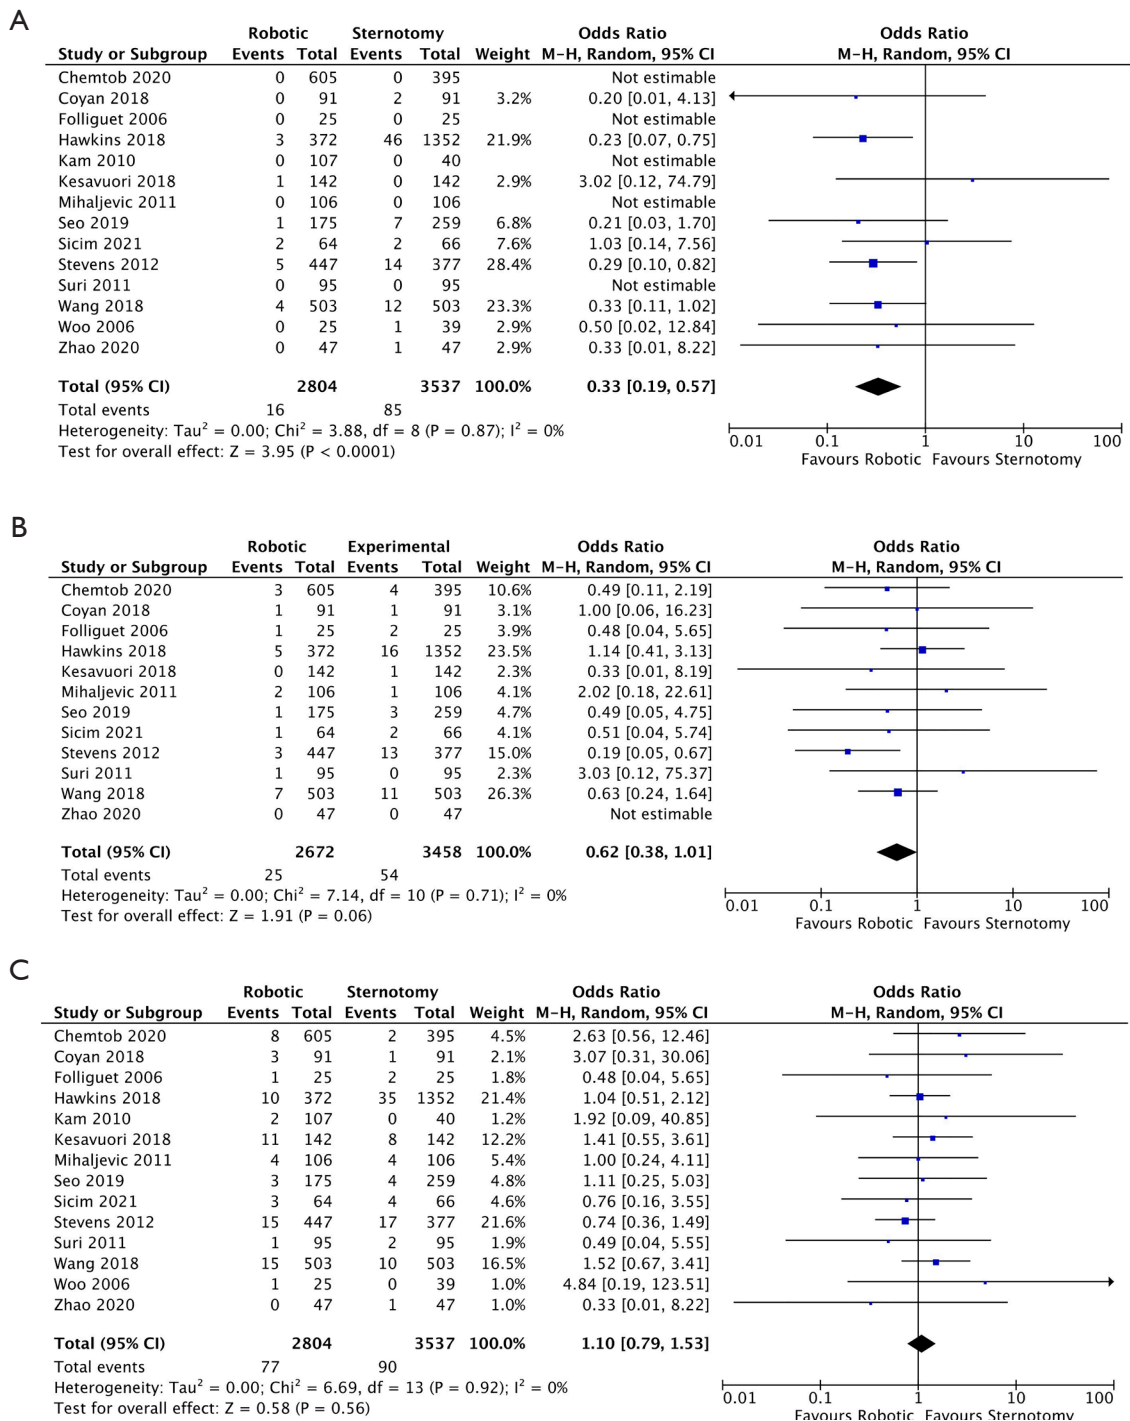 A
Robotic Sternotomy Odds Ratio Odds Ratio
Study or Subgroup Events Total Events Total Weight M-H, Random, 95% CI M-H, Random, 95% CI
Chemtob 2020 0 605 0 395 Not estimable
Coyan 2018 0 91 2 91 3.2% 0.20 [0.01, 4.13]
Folliguet 2006 0 25 0 25 Not estimable
Hawkins 2018 3 372 46 1352 21.9% 0.23 [0.07, 0.75]
Kam 2010 0 107 0 40 Not estimable
Kesavuori 2018 1 142 0 142 2.9% 3.02 [0.12, 74.79]
Mihaljevic 2011 0 106 0 106 Not estimable
Seo 2019 1 175 7 259 6.8% 0.21 [0.03, 1.70]
Sicim 2021 2 64 2 66 7.6% 1.03 [0.14, 7.56]
Stevens 2012 5 447 14 377 28.4% 0.29 [0.10, 0.82]
Suri 2011 0 95 0 95 Not estimable
Wang 2018 4 503 12 503 23.3% 0.33 [0.11, 1.02]
Woo 2006 0 25 1 39 2.9% 0.50 [0.02, 12.84]
Zhao 2020 0 47 1 47 2.9% 0.33 [0.01, 8.22]
Total (95% CI) 2804 3537 100.0% 0.33 [0.19, 0.57]
Total events 16 85
Heterogeneity: Tau² = 0.00; Chi² = 3.88, df = 8 (P = 0.87); I² = 0%
Test for overall effect: Z = 3.95 (P < 0.0001)
0.01 0.1 1 10 100
Favours Robotic Favours Sternotomy
B
Robotic Experimental Odds Ratio Odds Ratio
Study or Subgroup Events Total Events Total Weight M-H, Random, 95% CI M-H, Random, 95% CI
Chemtob 2020 3 605 4 395 10.6% 0.49 [0.11, 2.19]
Coyan 2018 1 91 1 91 3.1% 1.00 [0.06, 16.23]
Folliguet 2006 1 25 2 25 3.9% 0.48 [0.04, 5.65]
Hawkins 2018 5 372 16 1352 23.5% 1.14 [0.41, 3.13]
Kesavuori 2018 0 142 1 142 2.3% 0.33 [0.01, 8.19]
Mihaljevic 2011 2 106 1 106 4.1% 2.02 [0.18, 22.61]
Seo 2019 1 175 3 259 4.7% 0.49 [0.05, 4.75]
Sicim 2021 1 64 2 66 4.1% 0.51 [0.04, 5.74]
Stevens 2012 3 447 13 377 15.0% 0.19 [0.05, 0.67]
Suri 2011 1 95 0 95 2.3% 3.03 [0.12, 75.37]
Wang 2018 7 503 11 503 26.3% 0.63 [0.24, 1.64]
Zhao 2020 0 47 0 47 Not estimable
Total (95% CI) 2672 3458 100.0% 0.62 [0.38, 1.01]
Total events 25 54
Heterogeneity: Tau² = 0.00; Chi² = 7.14, df = 10 (P = 0.71); I² = 0%
Test for overall effect: Z = 1.91 (P = 0.06)
0.01 0.1 1 10 100
Favours Robotic Favours Sternotomy
C
Robotic Sternotomy Odds Ratio Odds Ratio
Study or Subgroup Events Total Events Total Weight M-H, Random, 95% CI M-H, Random, 95% CI
Chemtob 2020 8 605 2 395 4.5% 2.63 [0.56, 12.46]
Coyan 2018 3 91 1 91 2.1% 3.07 [0.31, 30.06]
Folliguet 2006 1 25 2 25 1.8% 0.48 [0.04, 5.65]
Hawkins 2018 10 372 35 1352 21.4% 1.04 [0.51, 2.12]
Kam 2010 2 107 0 40 1.2% 1.92 [0.09, 40.85]
Kesavuori 2018 11 142 8 142 12.2% 1.41 [0.55, 3.61]
Mihaljevic 2011 4 106 4 106 5.4% 1.00 [0.24, 4.11]
Seo 2019 3 175 4 259 4.8% 1.11 [0.25, 5.03]
Sicim 2021 3 64 4 66 4.6% 0.76 [0.16, 3.55]
Stevens 2012 15 447 17 377 21.6% 0.74 [0.36, 1.49]
Suri 2011 1 95 2 95 1.9% 0.49 [0.04, 5.55]
Wang 2018 15 503 10 503 16.5% 1.52 [0.67, 3.41]
Woo 2006 1 25 0 39 1.0% 4.84 [0.19, 123.51]
Zhao 2020 0 47 1 47 1.0% 0.33 [0.01, 8.22]
Total (95% CI) 2804 3537 100.0% 1.10 [0.79, 1.53]
Total events 77 90
Heterogeneity: Tau² = 0.00; Chi² = 6.69, df = 13 (P = 0.92); I² = 0%
Test for overall effect: Z = 0.58 (P = 0.56)
0.01 0.1 1 10 100
Favours Robotic Favours Sternotomy